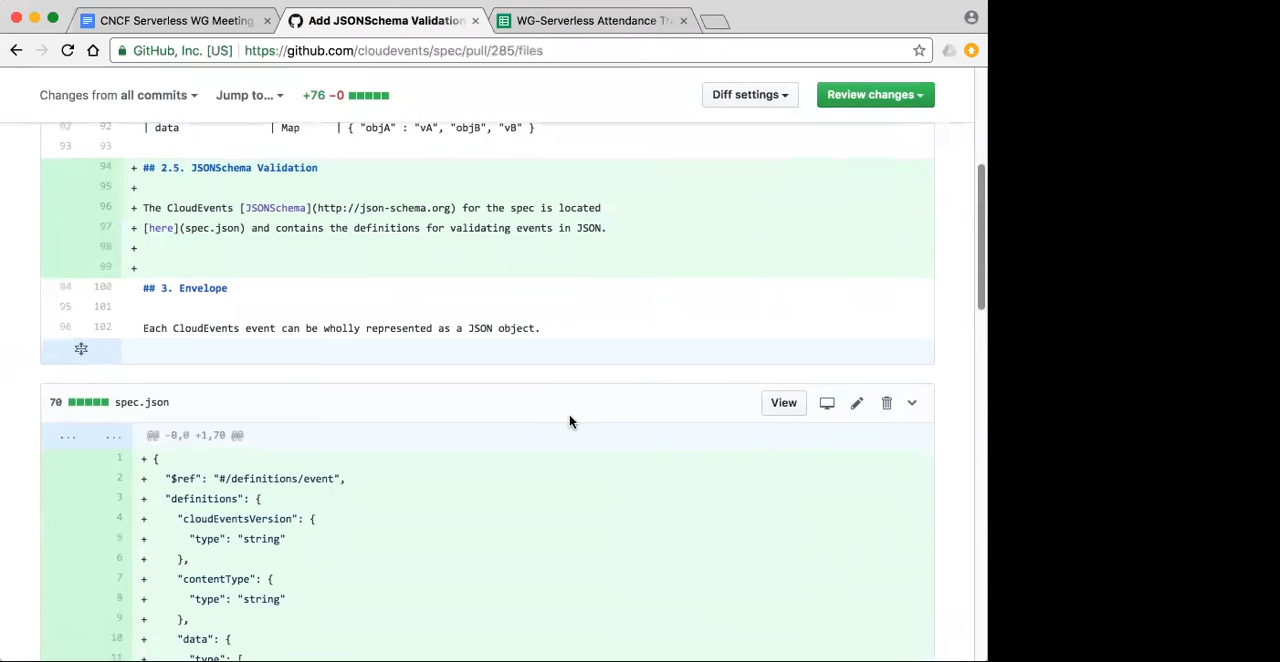 CNCF Serverless WG Meeting
Add JSONSchema Validation
WG-Serverless Attendance Tr
GitHub, Inc. [US] https://github.com/cloudevents/spec/pull/285/files
Changes from all commits Jump to... +76 −0 Diff settings Review changes
92 92 | data | Map | { "objA" : "vA", "objB", "vB" }
93 93
94 + ## 2.5. JSONSchema Validation
95 +
96 + The CloudEvents [JSONSchema](http://json-schema.org) for the spec is located
97 + [here](spec.json) and contains the definitions for validating events in JSON.
98 +
99 +
94 100 ## 3. Envelope
95 101
96 102 Each CloudEvents event can be wholly represented as a JSON object.
70 spec.json View
... ... @@ -0,0 +1,70 @@
1 + {
2 + "$ref": "#/definitions/event",
3 + "definitions": {
4 + "cloudEventsVersion": {
5 + "type": "string"
6 + },
7 + "contentType": {
8 + "type": "string"
9 + },
10 + "data": {
11 + "type": [